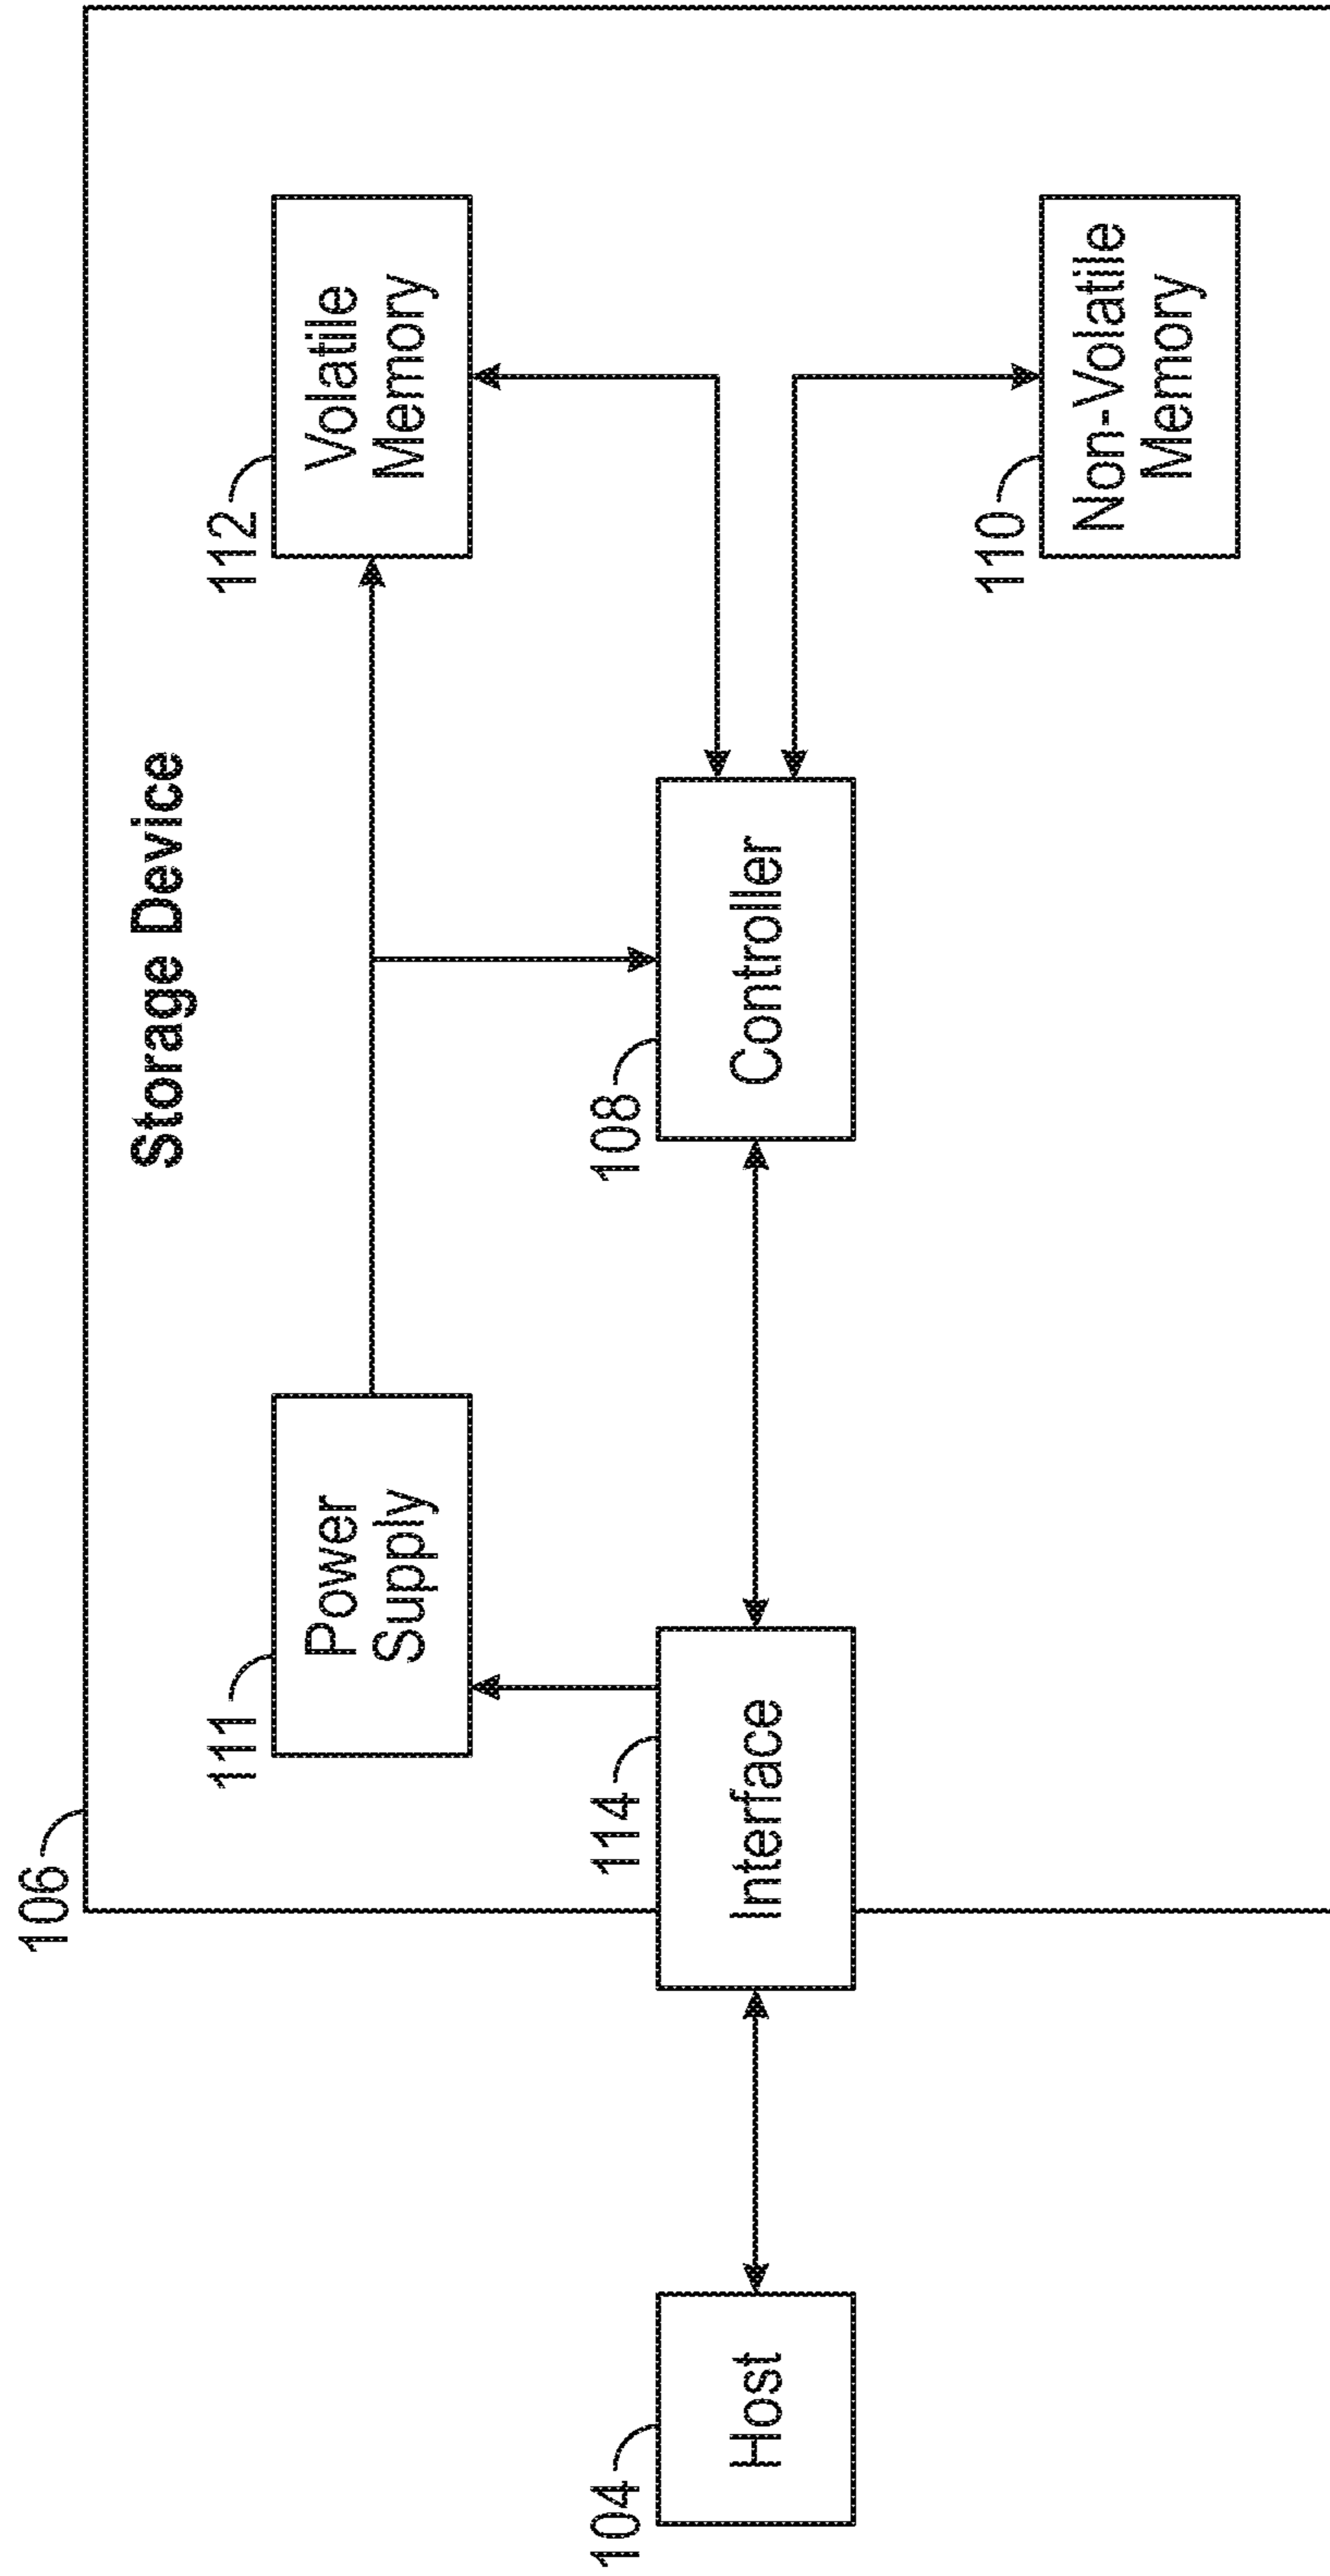 106
Storage Device
111
Power
Supply
112
Volatile
Memory
104
Host
114
Interface
108
Controller
110
Non-Volatile
Memory